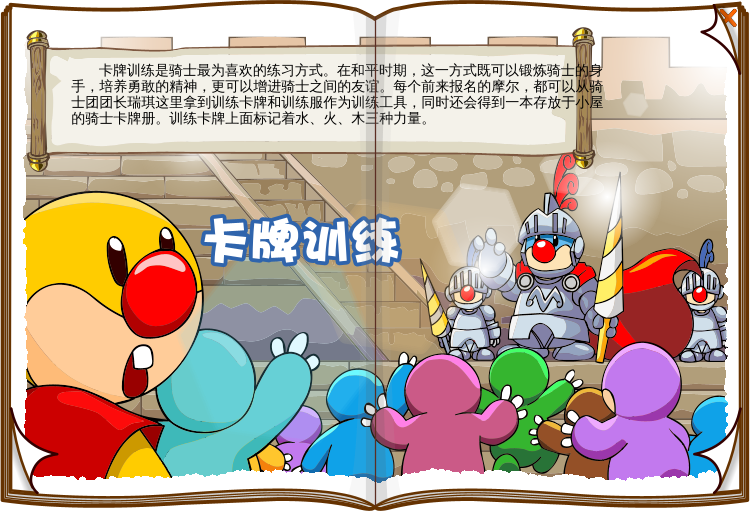 卡牌训练是骑士最为喜欢的练习方式。在和平时期，这一方式既可以锻炼骑士的身
手，培养勇敢的精神，更可以增进骑士之间的友谊。每个前来报名的摩尔，都可以从骑
士团团长瑞琪这里拿到训练卡牌和训练服作为训练工具，同时还会得到一本存放于小屋
的骑士卡牌册。训练卡牌上面标记着水、火、木三种力量。
卡牌训练